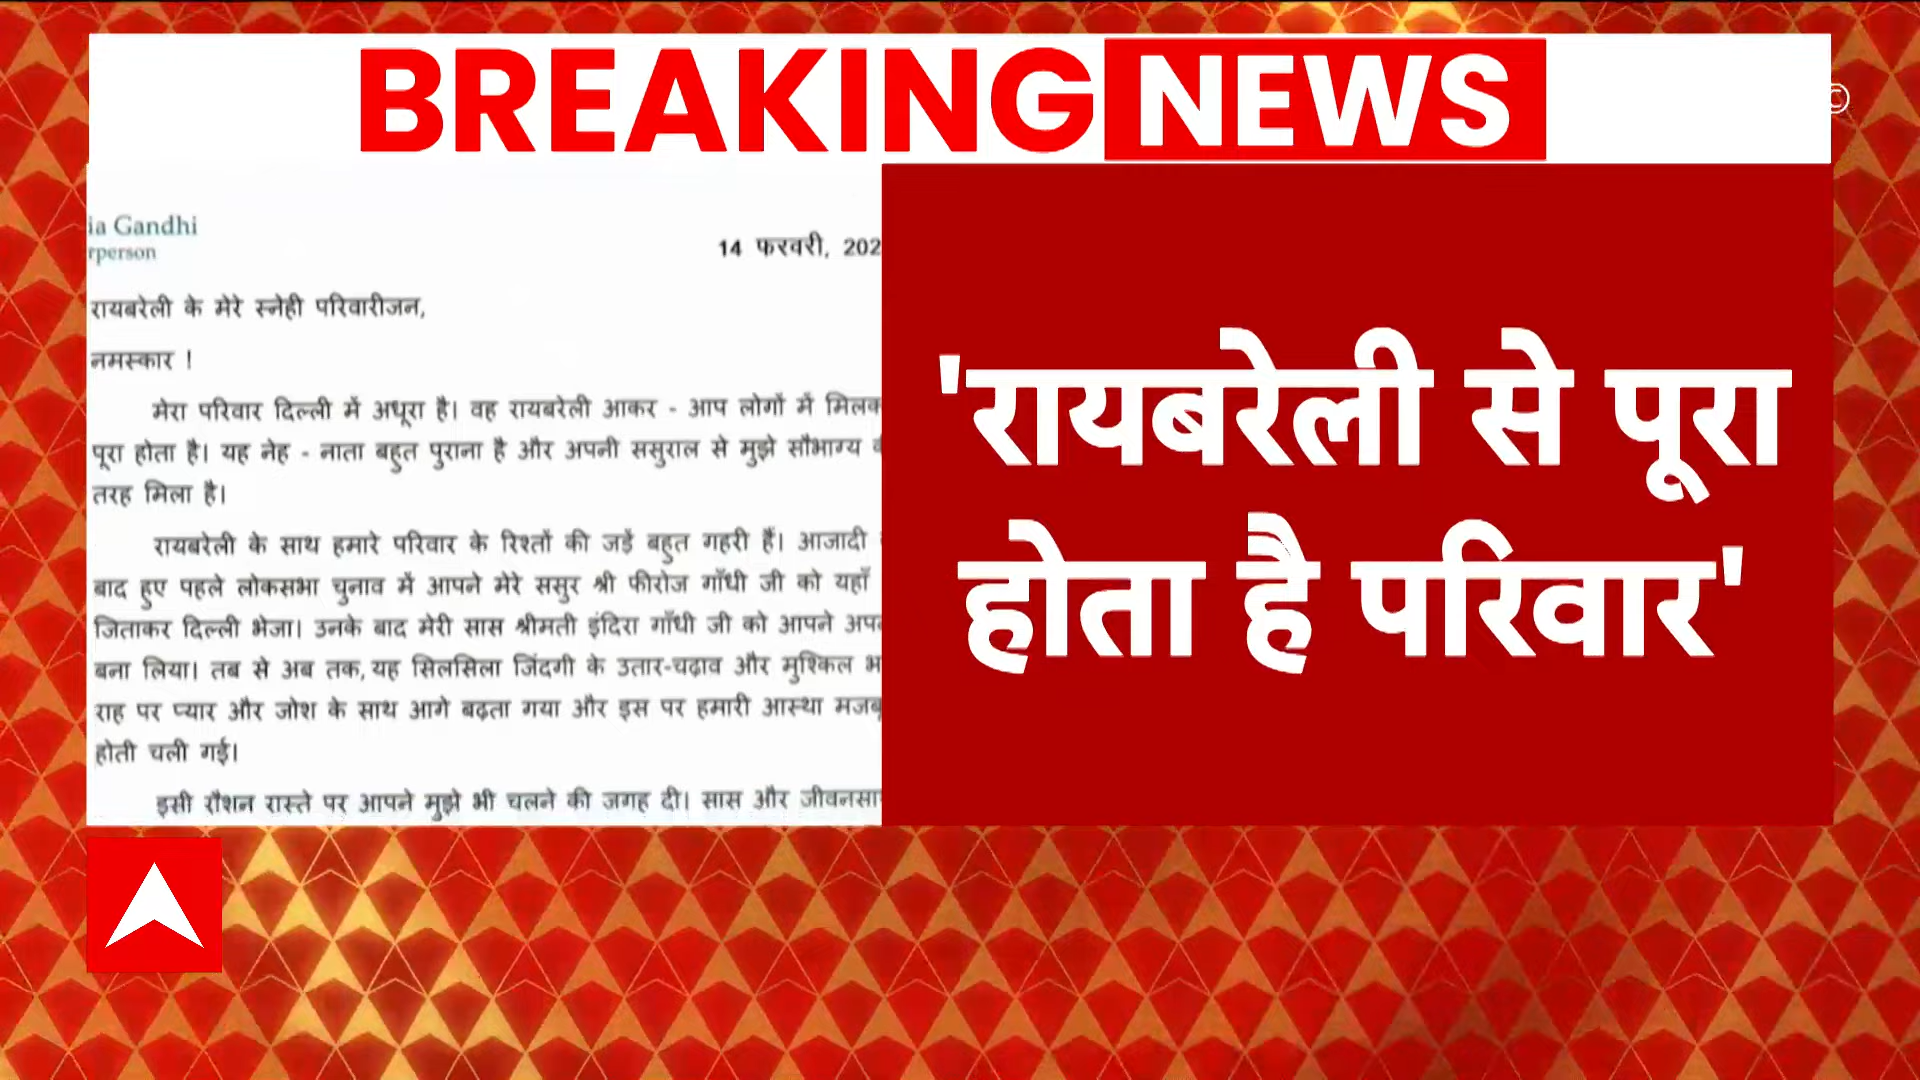 BREAKING NEWS
©
ia Gandhi
rperson
14 फरवरी, 202
रायबरेली के मेरे स्नेही परिवारीजन,
नमस्कार !
मेरा परिवार दिल्ली में अधूरा है। वह रायबरेली आकर - आप लोगों में मिलक
पूरा होता है। यह नेह - नाता बहुत पुराना है और अपनी ससुराल से मुझे सौभाग्य
तरह मिला है।
रायबरेली के साथ हमारे परिवार के रिश्तों की जड़ें बहुत गहरी हैं। आजादी
बाद हुए पहले लोकसभा चुनाव में आपने मेरे ससुर श्री फीरोज गाँधी जी को यहाँ
जिताकर दिल्ली भेजा। उनके बाद मेरी सास श्रीमती इंदिरा गाँधी जी को आपने अपन
बना लिया। तब से अब तक, यह सिलसिला जिंदगी के उतार-चढ़ाव और मुश्किल भ
राह पर प्यार और जोश के साथ आगे बढ़ता गया और इस पर हमारी आस्था मजबू
होती चली गई।
इसी रौशन रास्ते पर आपने मुझे भी चलने की जगह दी। सास और जीवनसा
'रायबरेली से पूरा
होता है परिवार'